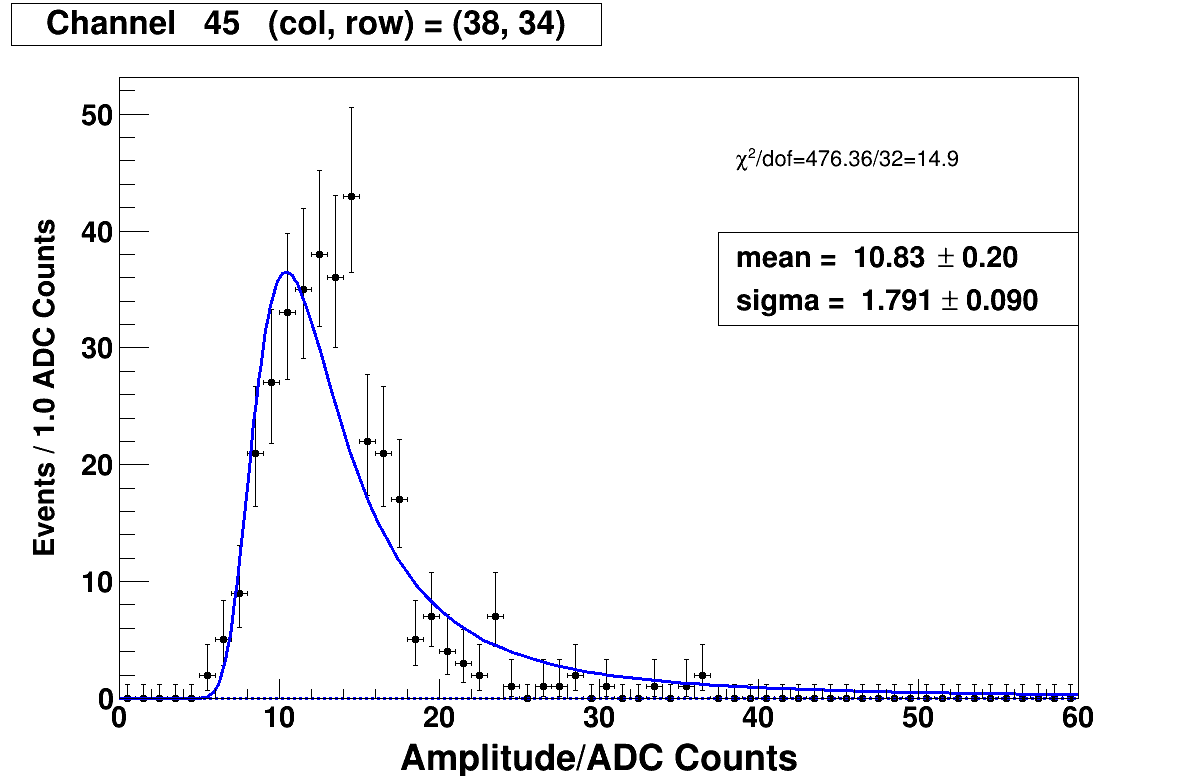 Channel 45 (col, row) = (38, 34)
χ²/dof=476.36/32=14.9
mean = 10.83 ± 0.20
sigma = 1.791 ± 0.090
Events / 1.0 ADC Counts
50
40
30
20
10
0
0 10 20 30 40 50 60
Amplitude/ADC Counts